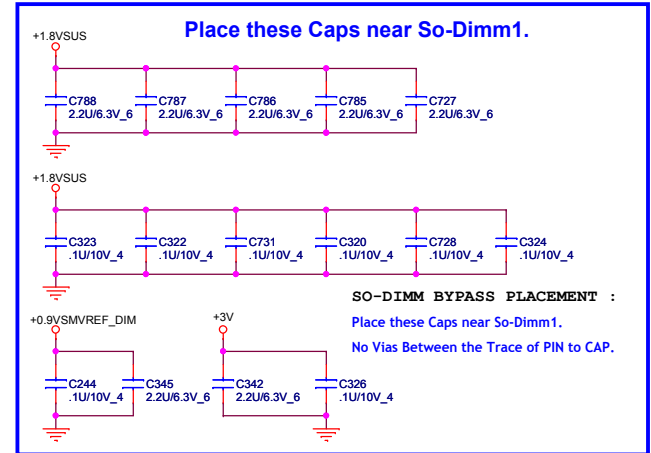 Place these Caps near So-Dimm1.
+1.8VSUS
C788 C787 C786 C785 C727
2.2U/6.3V_6 2.2U/6.3V_6 2.2U/6.3V_6 2.2U/6.3V_6 2.2U/6.3V_6
+1.8VSUS
C323 C322 C731 C320 C728 C324
.1U/10V_4 .1U/10V_4 .1U/10V_4 .1U/10V_4 .1U/10V_4 .1U/10V_4
SO-DIMM BYPASS PLACEMENT :
Place these Caps near So-Dimm1.
No Vias Between the Trace of PIN to CAP.
+0.9VSMVREF_DIM +3V
C244 C345 C342 C326
.1U/10V_4 2.2U/6.3V_6 2.2U/6.3V_6 .1U/10V_4